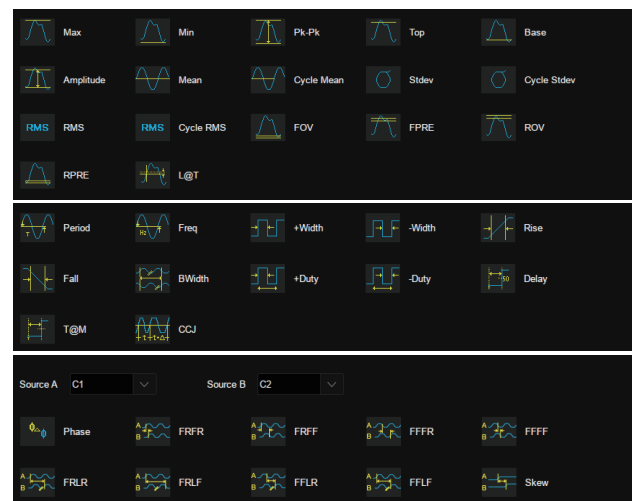 Max Min Pk-Pk Top Base
Amplitude Mean Cycle Mean Stdev Cycle Stdev
RMS RMS RMS Cycle RMS FOV FPRE ROV
RPRE L@T
T Period Hz Freq +Width -Width Rise
Fall BWidth +Duty -Duty 50 Delay
T@M CCJ
Source A C1 Source B C2
Phase A B FRFR A B FRFF A B FFFR A B FFFF
A B FRLR A B FRLF A B FFLR A B FFLF A B Skew